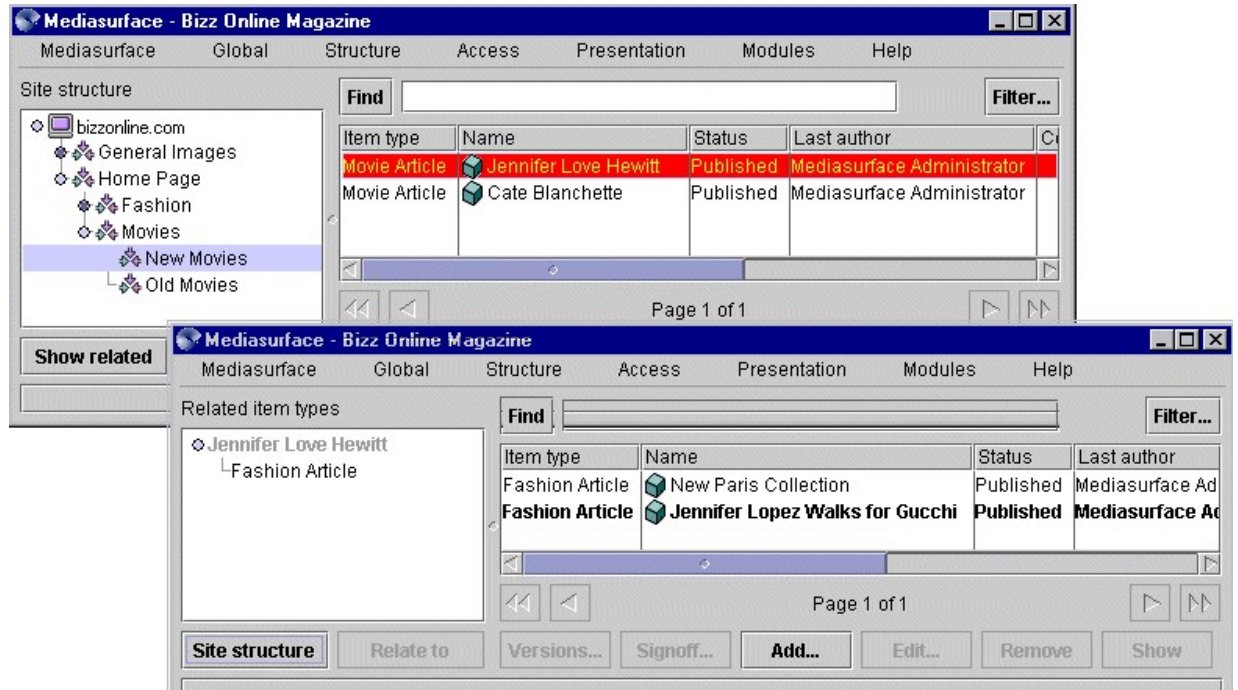 Mediasurface - Bizz Online Magazine
Mediasurface Global Structure Access Presentation Modules Help
Site structure
Find Filter...
bizzonline.com
General Images
Home Page
Fashion
Movies
New Movies
Old Movies
Item type Name Status Last author
Movie Article Jennifer Love Hewitt Published Mediasurface Administrator
Movie Article Cate Blanchette Published Mediasurface Administrator
Page 1 of 1
Show related
Mediasurface - Bizz Online Magazine
Mediasurface Global Structure Access Presentation Modules Help
Related item types
Find Filter...
Jennifer Love Hewitt
Fashion Article
Item type Name Status Last author
Fashion Article New Paris Collection Published Mediasurface Ad
Fashion Article Jennifer Lopez Walks for Gucchi Published Mediasurface
Page 1 of 1
Site structure Relate to Versions... Signoff... Add... Edit... Remove Show